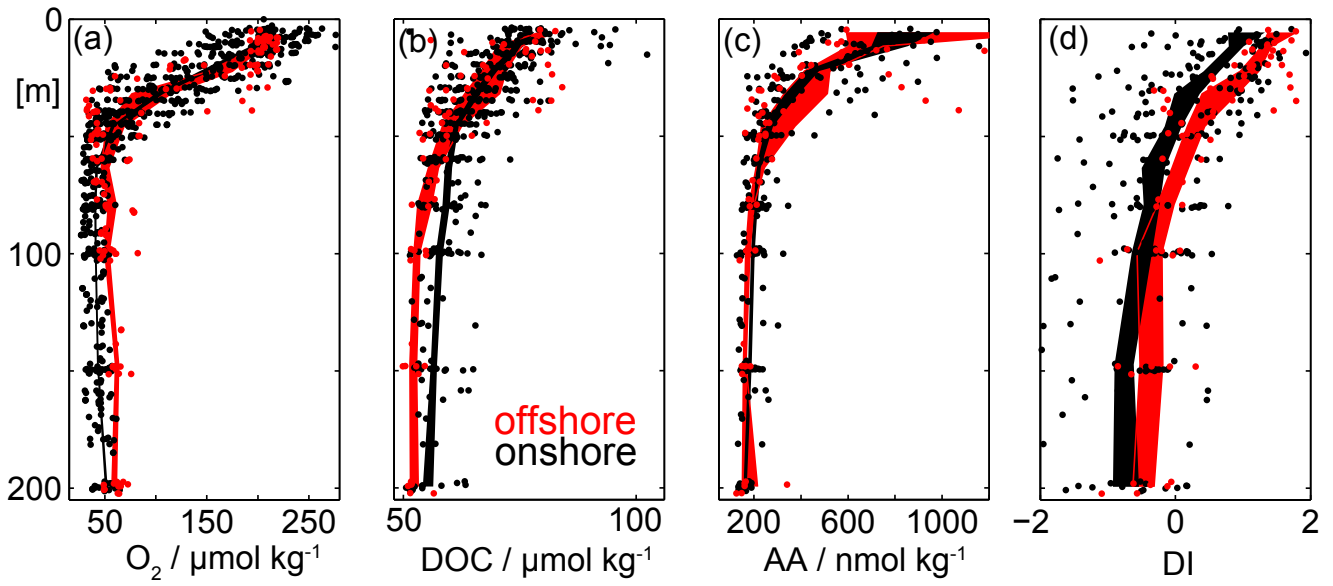 0
(a)
(b)
(c)
(d)
[m]
100
200
offshore
onshore
50 150 250
50 100
200 600 1000
−2 0 2
O₂ / µmol kg⁻¹
DOC / µmol kg⁻¹
AA / nmol kg⁻¹
DI